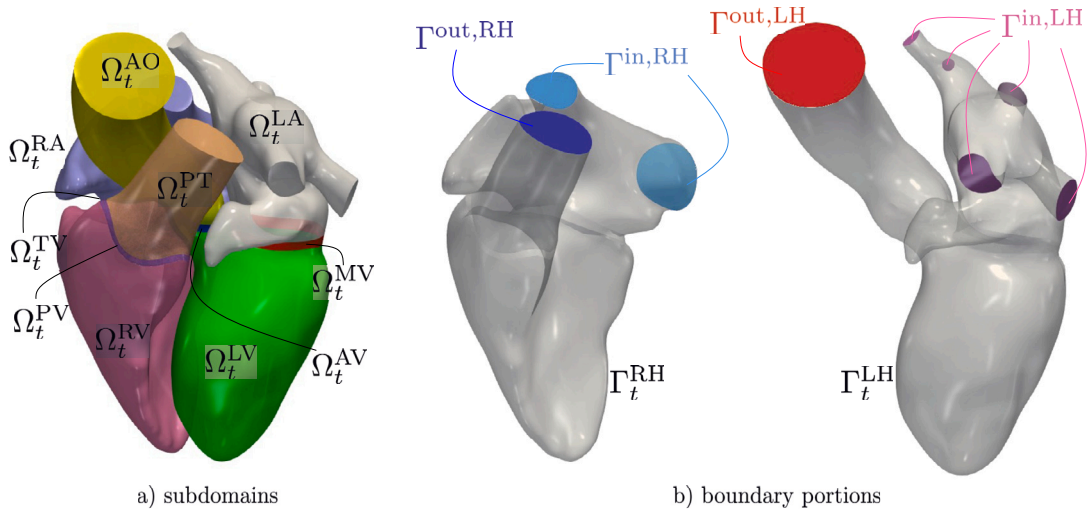 Ω_t^AO
Ω_t^LA
Ω_t^RA
Ω_t^PT
Ω_t^TV
Ω_t^MV
Ω_t^PV
Ω_t^RV
Ω_t^LV
Ω_t^AV
a) subdomains
Γ^out,RH
Γ^in,RH
Γ_t^RH
Γ^out,LH
Γ^in,LH
Γ_t^LH
b) boundary portions